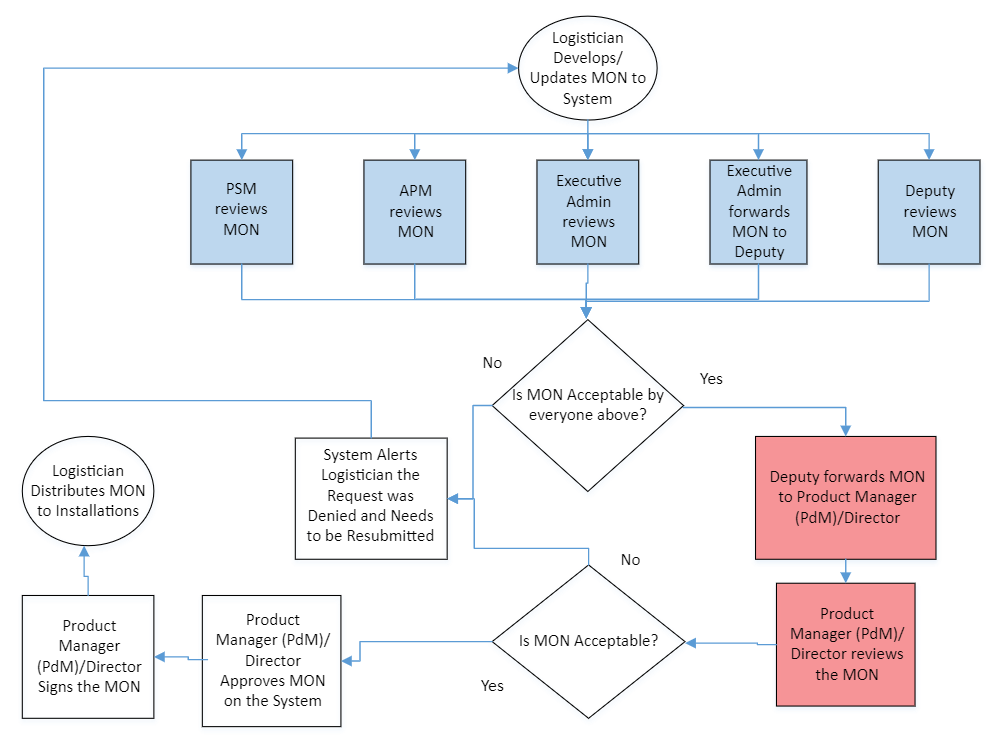 Logistician
Develops/
Updates MON to
System
PSM
reviews
MON
APM
reviews
MON
Executive
Admin
reviews
MON
Executive
Admin
forwards
MON to
Deputy
Deputy
reviews
MON
No
Yes
Is MON Acceptable by
everyone above?
System Alerts
Logistician the
Request was
Denied and Needs
to be Resubmitted
Logistician
Distributes MON
to Installations
Deputy forwards MON
to Product Manager
(PdM)/Director
No
Product
Manager (PdM)/
Director reviews
the MON
Is MON Acceptable?
Yes
Product
Manager (PdM)/
Director
Approves MON
on the System
Product
Manager
(PdM)/Director
Signs the MON